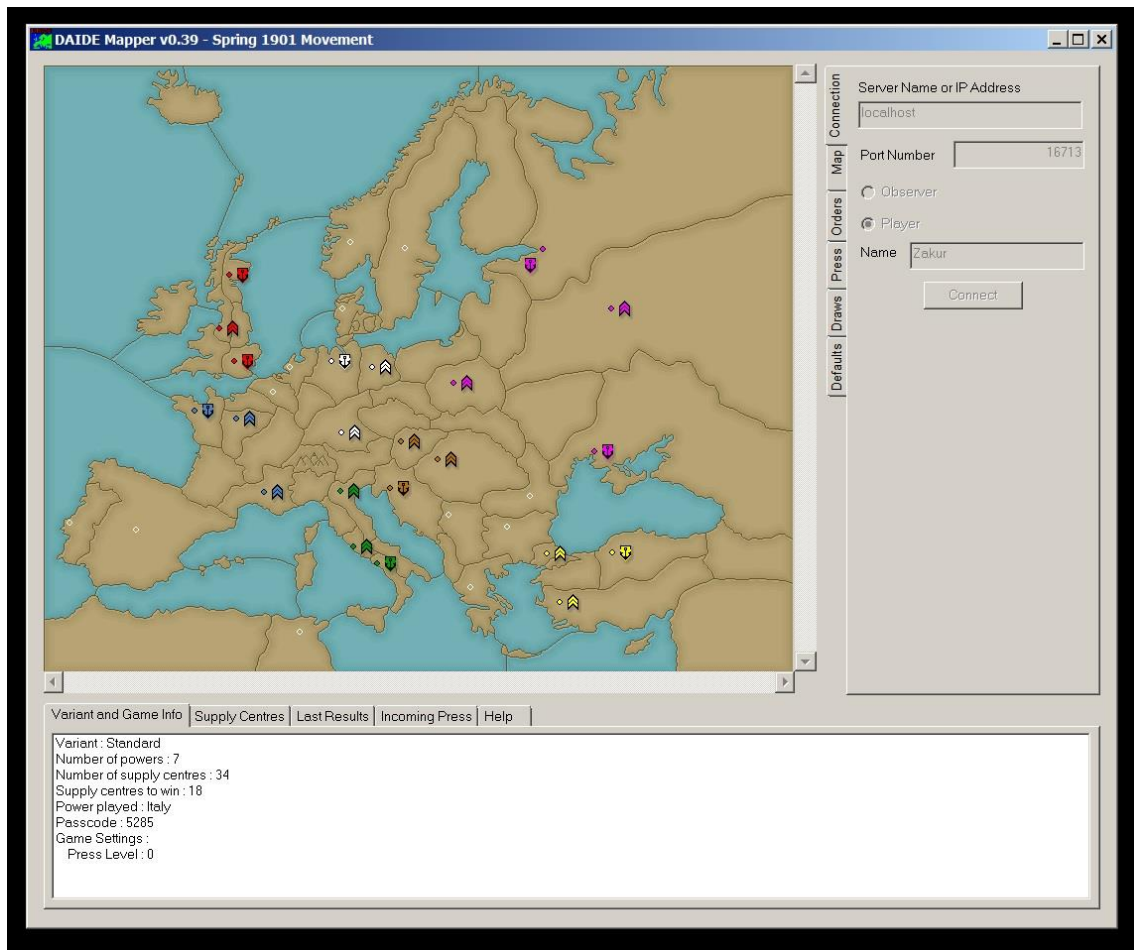 DAIDE Mapper v0.39 - Spring 1901 Movement
Connection
Map
Orders
Press
Draws
Defaults
Server Name or IP Address
localhost
Port Number 16713
Observer
Player
Name Zakur
Connect
Variant and Game Info Supply Centres Last Results Incoming Press Help
Variant : Standard
Number of powers : 7
Number of supply centres : 34
Supply centres to win : 18
Power played : Italy
Passcode : 5285
Game Settings :
Press Level : 0